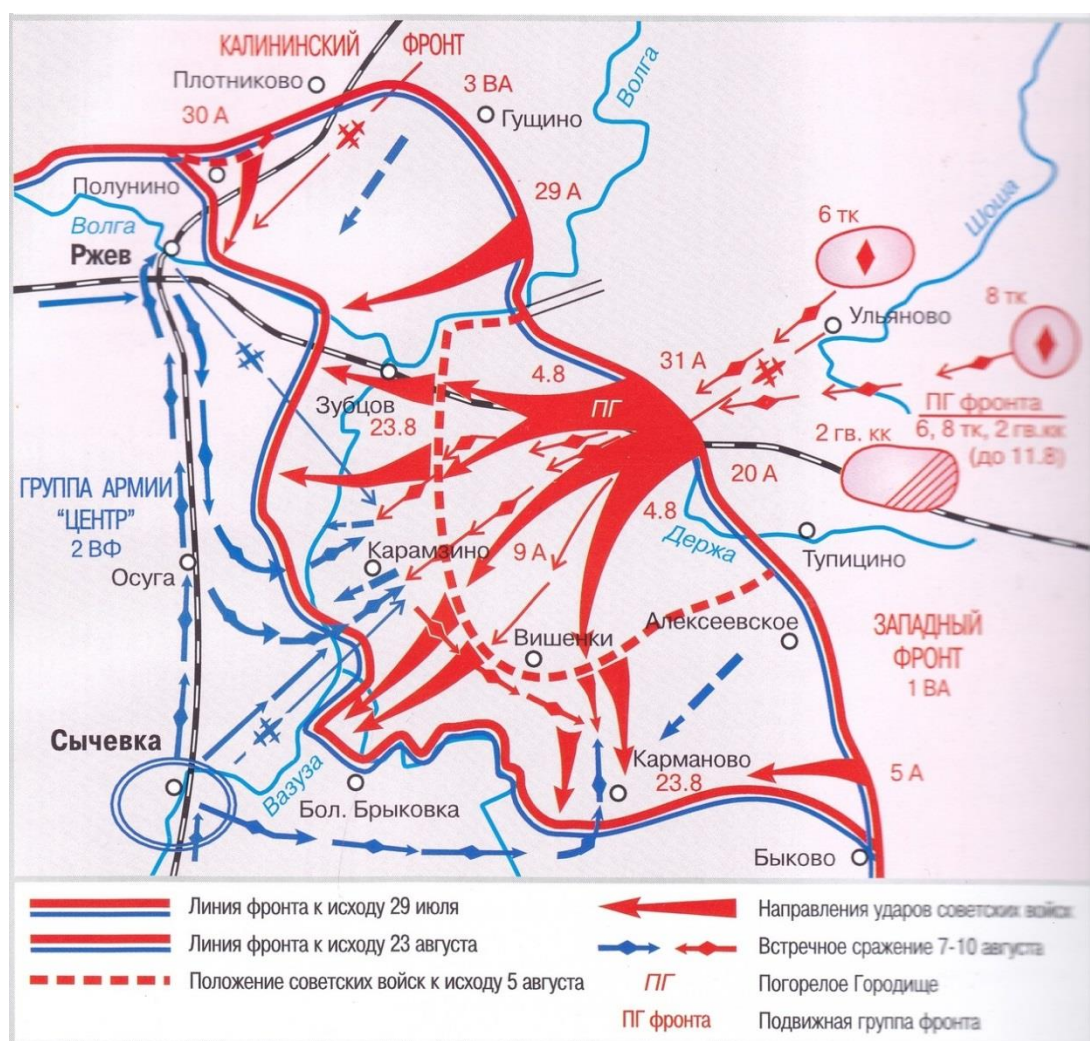 КАЛИНИНСКИЙ ФРОНТ
Плотниково
3 ВА
Гущино
Волга
30 А
Полунино
29 А
Шоша
6 тк
Волга
Ржев
8 тк
Ульяново
31 А
4.8
ПГ
ПГ фронта
6, 8 тк, 2 гв.кк
(до 11.8)
Зубцов
23.8
2 гв. кк
20 А
4.8
ГРУППА АРМИИ
"ЦЕНТР"
2 ВФ
Держа
Тупицино
Осуга
Карамзино
9 А
Алексеевское
Вишенки
ЗАПАДНЫЙ
ФРОНТ
1 ВА
Сычевка
Карманово
23.8
5 А
Вазуза
Бол. Брыковка
Быково
Линия фронта к исходу 29 июля
Линия фронта к исходу 23 августа
Положение советских войск к исходу 5 августа
Направления ударов советских войск
Встречное сражение 7-10 августа
ПГ
Погорелое Городище
ПГ фронта
Подвижная группа фронта